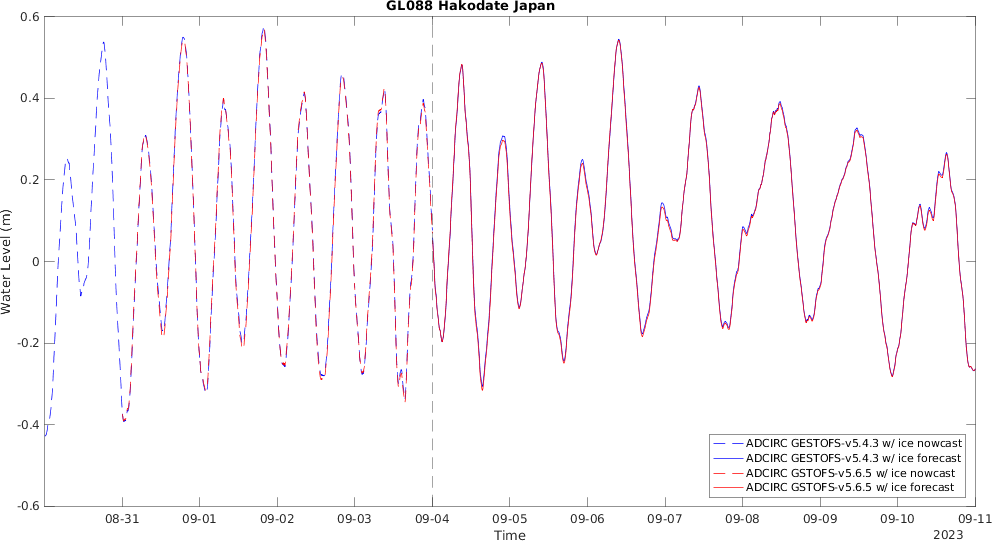 GL088 Hakodate Japan
0.6
0.4
0.2
0
-0.2
-0.4
-0.6
Water Level (m)
ADCIRC GESTOFS-v5.4.3 w/ ice nowcast
ADCIRC GESTOFS-v5.4.3 w/ ice forecast
ADCIRC GSTOFS-v5.6.5 w/ ice nowcast
ADCIRC GSTOFS-v5.6.5 w/ ice forecast
08-31 09-01 09-02 09-03 09-04 09-05 09-06 09-07 09-08 09-09 09-10 09-11
Time
2023